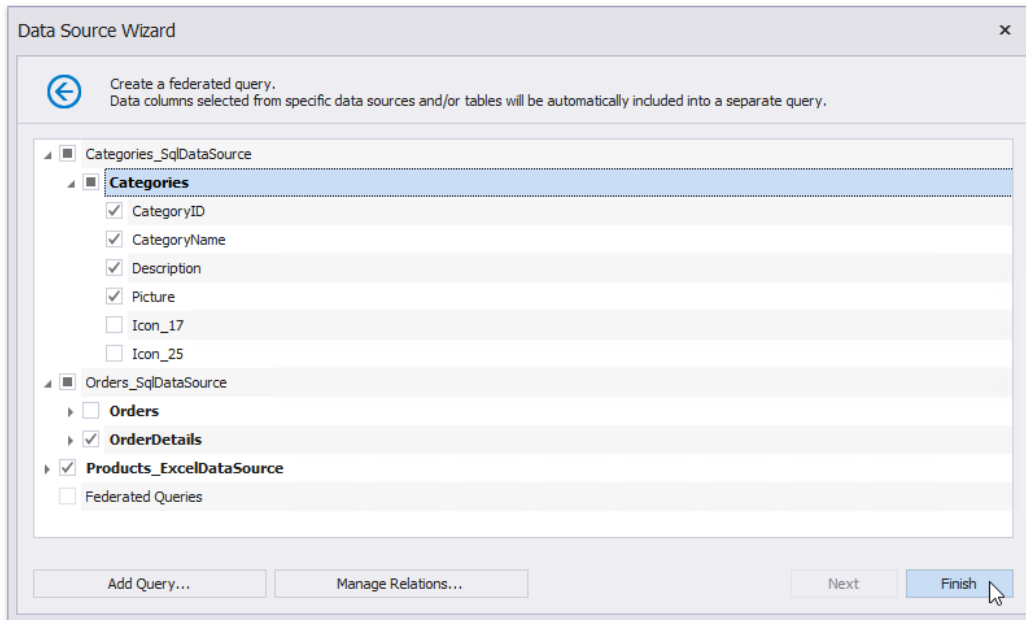 Data Source Wizard
Create a federated query.
Data columns selected from specific data sources and/or tables will be automatically included into a separate query.
Categories_SqlDataSource
Categories
CategoryID
CategoryName
Description
Picture
Icon_17
Icon_25
Orders_SqlDataSource
Orders
OrderDetails
Products_ExcelDataSource
Federated Queries
Add Query... Manage Relations... Next Finish